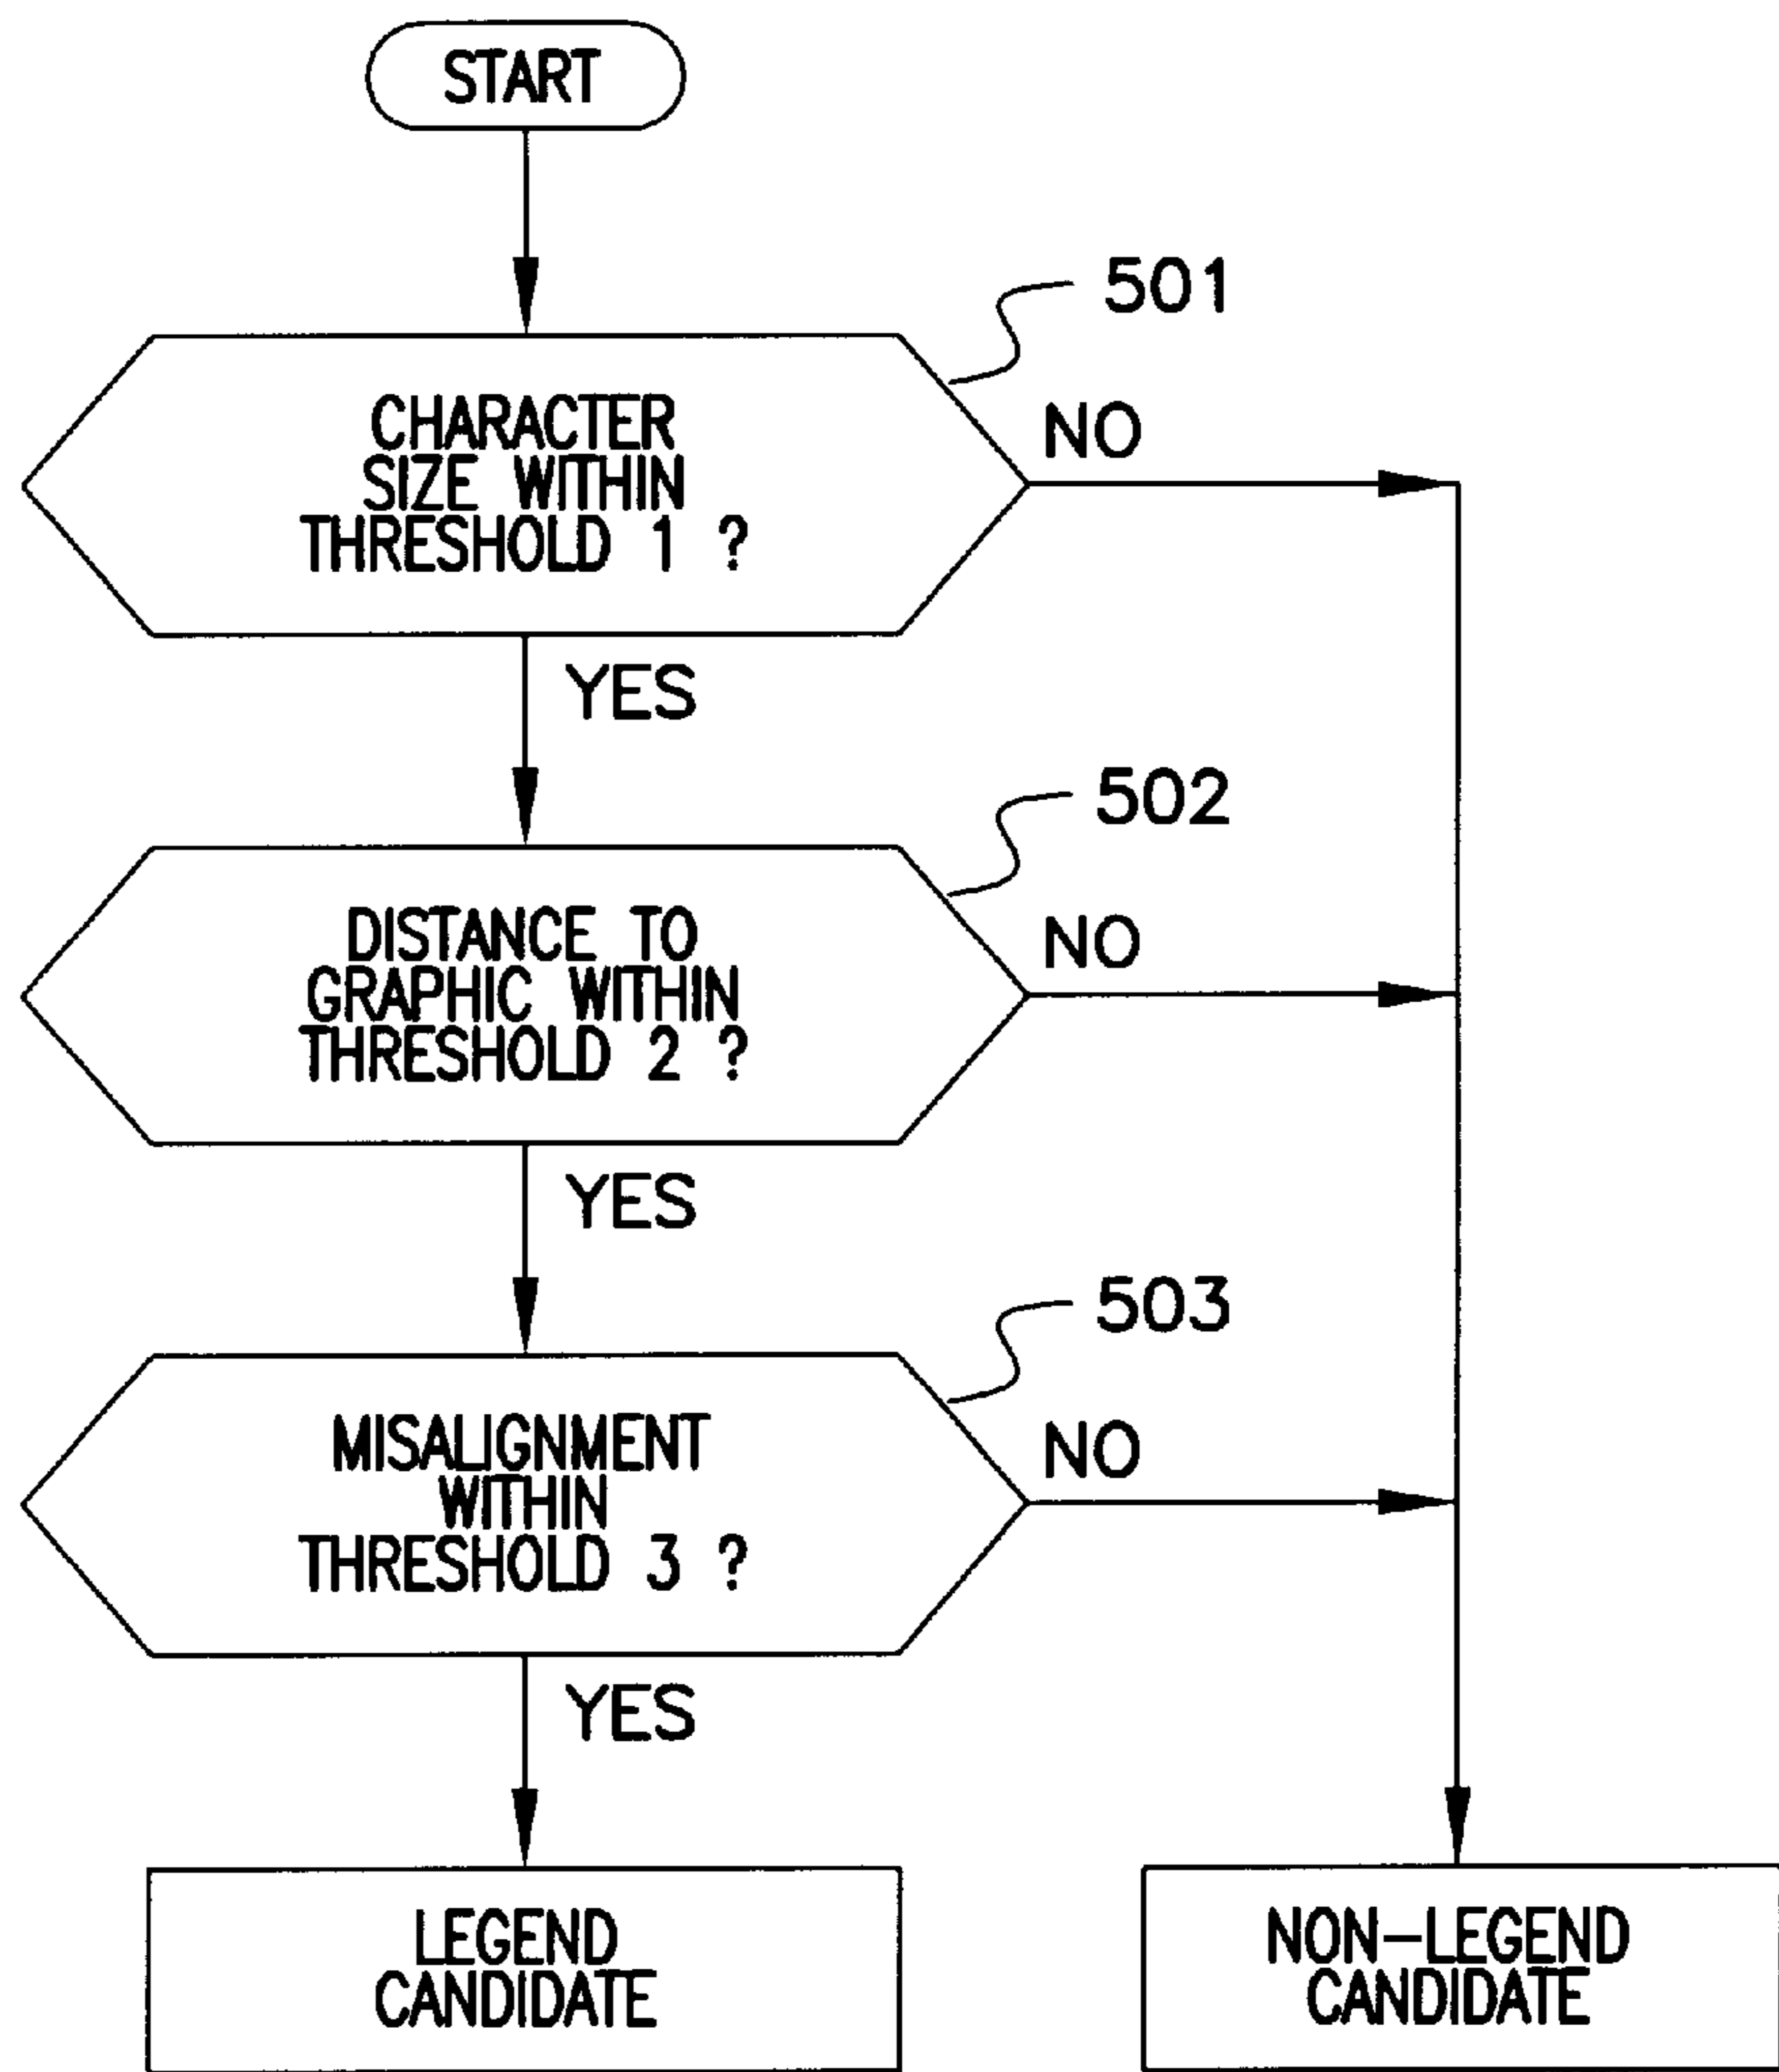 START
501
CHARACTER
SIZE WITHIN
THRESHOLD 1 ?
NO
YES
502
DISTANCE TO
GRAPHIC WITHIN
THRESHOLD 2 ?
NO
YES
503
MISALIGNMENT
WITHIN
THRESHOLD 3 ?
NO
YES
LEGEND
CANDIDATE
NON-LEGEND
CANDIDATE